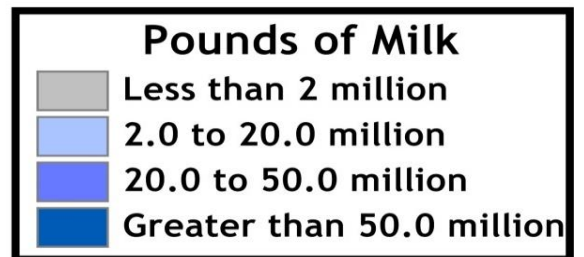 Pounds of Milk
Less than 2 million
2.0 to 20.0 million
20.0 to 50.0 million
Greater than 50.0 million